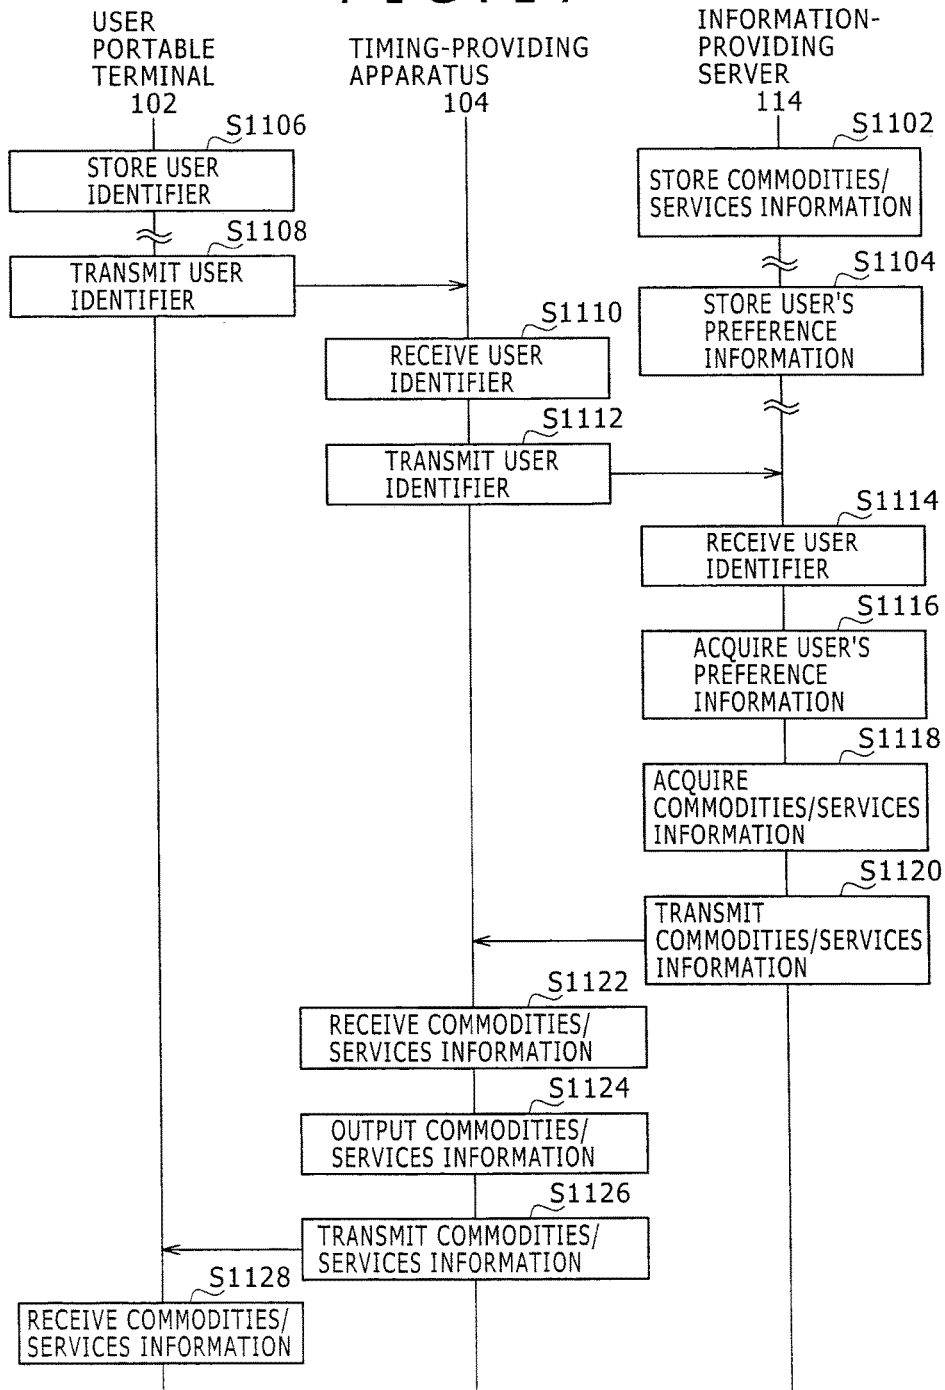 USER
PORTABLE
TERMINAL
102
TIMING-PROVIDING
APPARATUS
104
INFORMATION-
PROVIDING
SERVER
114
S1106
STORE USER
IDENTIFIER
S1102
STORE COMMODITIES/
SERVICES INFORMATION
S1108
TRANSMIT USER
IDENTIFIER
S1104
STORE USER'S
PREFERENCE
INFORMATION
S1110
RECEIVE USER
IDENTIFIER
S1112
TRANSMIT USER
IDENTIFIER
S1114
RECEIVE USER
IDENTIFIER
S1116
ACQUIRE USER'S
PREFERENCE
INFORMATION
S1118
ACQUIRE
COMMODITIES/SERVICES
INFORMATION
S1120
TRANSMIT
COMMODITIES/SERVICES
INFORMATION
S1122
RECEIVE COMMODITIES/
SERVICES INFORMATION
S1124
OUTPUT COMMODITIES/
SERVICES INFORMATION
S1126
TRANSMIT COMMODITIES/
SERVICES INFORMATION
S1128
RECEIVE COMMODITIES/
SERVICES INFORMATION